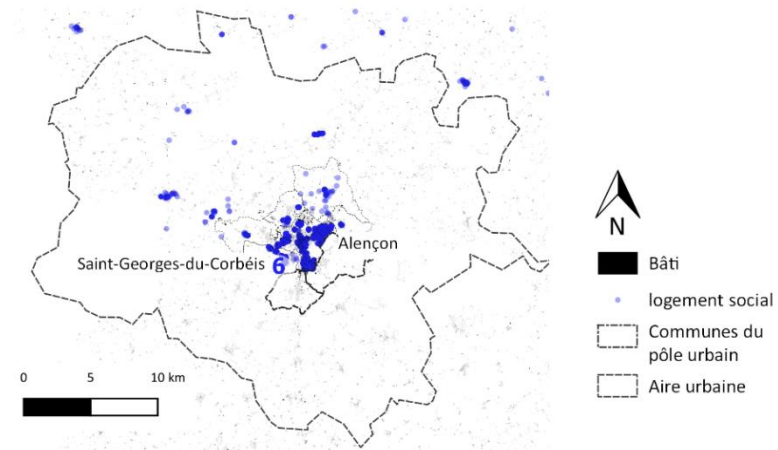 Alençon
Saint-Georges-du-Corbéis
6
0 5 10 km
N
Bâti
logement social
Communes du
pôle urbain
Aire urbaine